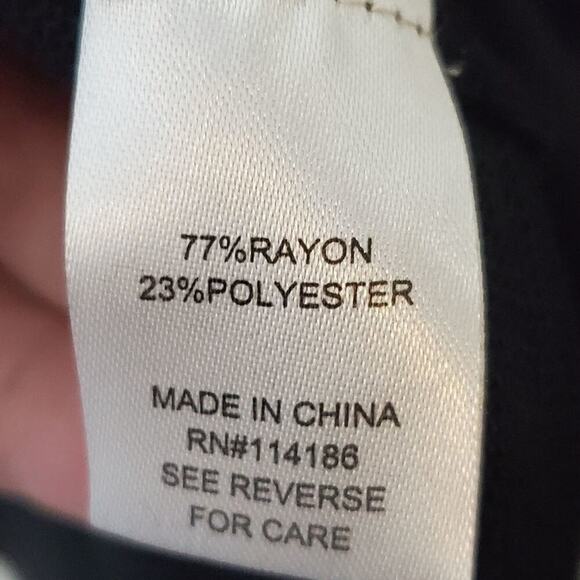 77%RAYON
23%POLYESTER
MADE IN CHINA
RN#114186
SEE REVERSE
FOR CARE